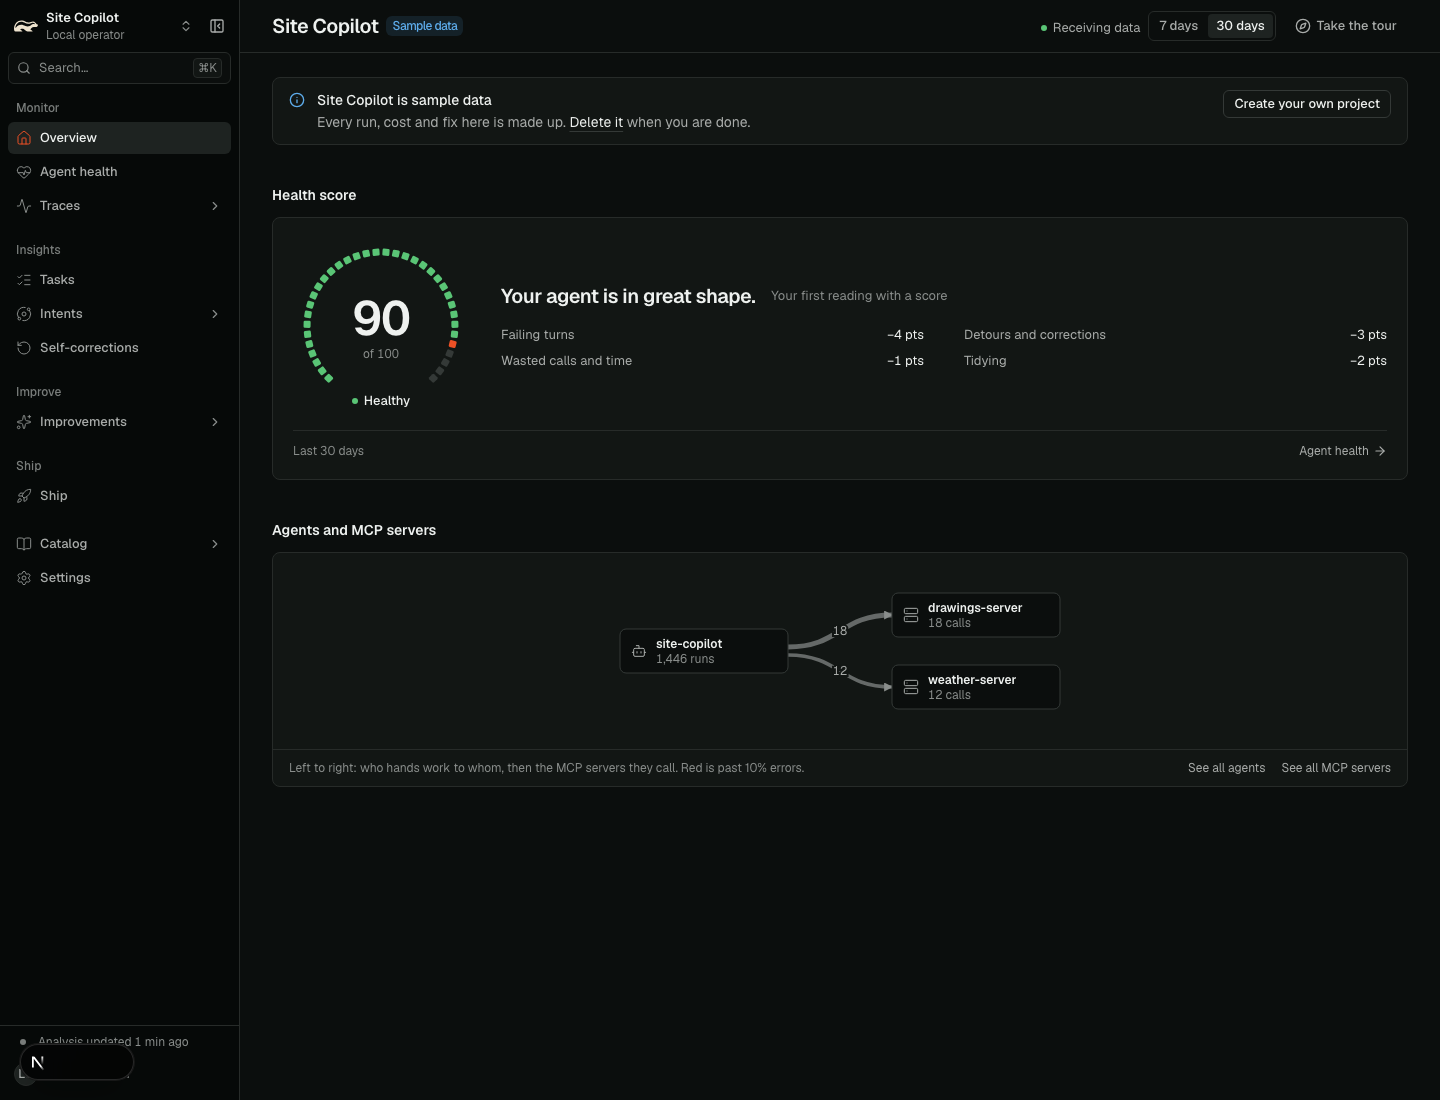 Site Copilot
Local operator
Search...
⌘K
Monitor
Overview
Agent health
Traces
Insights
Tasks
Intents
Self-corrections
Improve
Improvements
Ship
Ship
Catalog
Settings
Analysis updated 1 min ago
N
Site Copilot
Sample data
Receiving data
7 days
30 days
Take the tour
Site Copilot is sample data
Every run, cost and fix here is made up. Delete it when you are done.
Create your own project
Health score
90
of 100
Healthy
Your agent is in great shape.
Your first reading with a score
Failing turns −4 pts
Detours and corrections −3 pts
Wasted calls and time −1 pts
Tidying −2 pts
Last 30 days
Agent health
Agents and MCP servers
site-copilot
1,446 runs
18
12
drawings-server
18 calls
weather-server
12 calls
Left to right: who hands work to whom, then the MCP servers they call. Red is past 10% errors.
See all agents
See all MCP servers